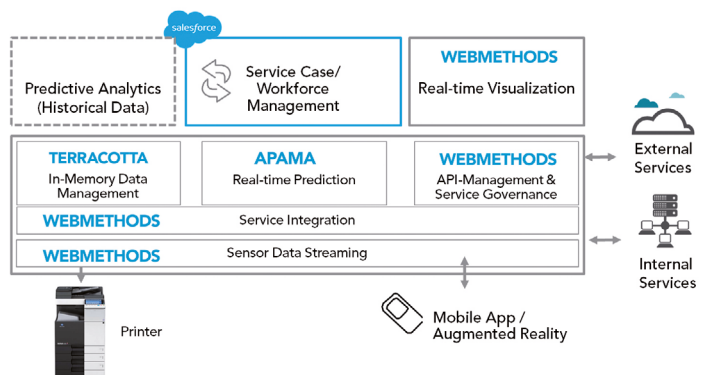 salesforce
Predictive Analytics
(Historical Data)
Service Case/
Workforce
Management
WEBMETHODS
Real-time Visualization
TERRACOTTA
In-Memory Data
Management
APAMA
Real-time Prediction
WEBMETHODS
API-Management &
Service Governance
WEBMETHODS Service Integration
WEBMETHODS Sensor Data Streaming
External
Services
Internal
Services
Printer
Mobile App /
Augmented Reality